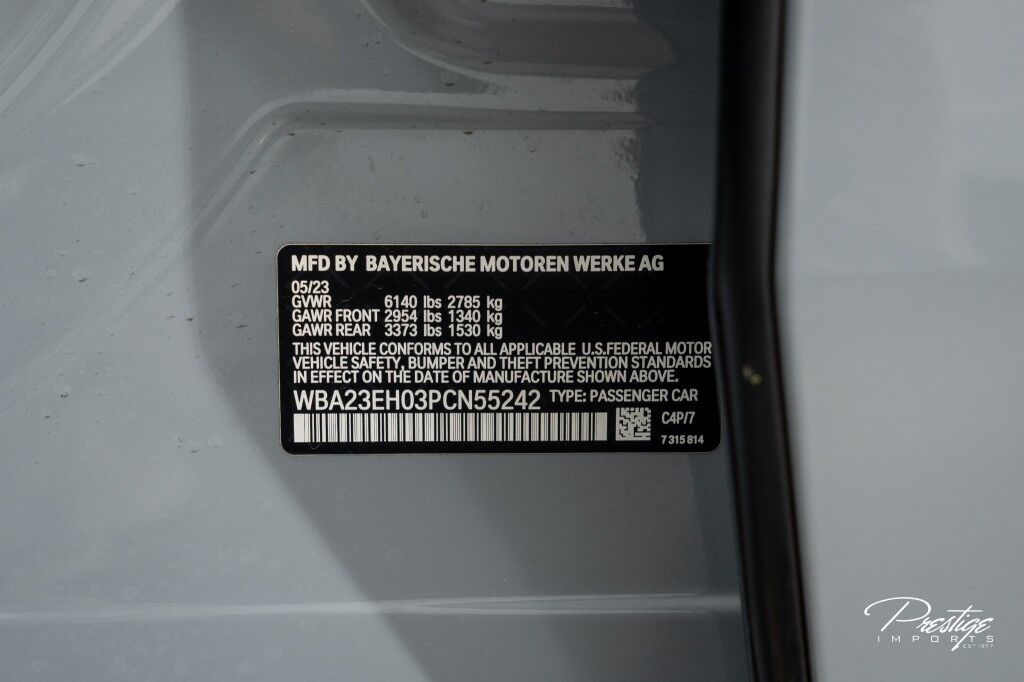 MFD BY BAYERISCHE MOTOREN WERKE AG
05/23
GVWR 6140 lbs 2785 kg
GAWR FRONT 2954 lbs 1340 kg
GAWR REAR 3373 lbs 1530 kg
THIS VEHICLE CONFORMS TO ALL APPLICABLE U.S.FEDERAL MOTOR
VEHICLE SAFETY, BUMPER AND THEFT PREVENTION STANDARDS
IN EFFECT ON THE DATE OF MANUFACTURE SHOWN ABOVE.
WBA23EH03PCN55242 TYPE: PASSENGER CAR
C4P/7
7 315 814
Prestige
IMPORTS
EST 1977